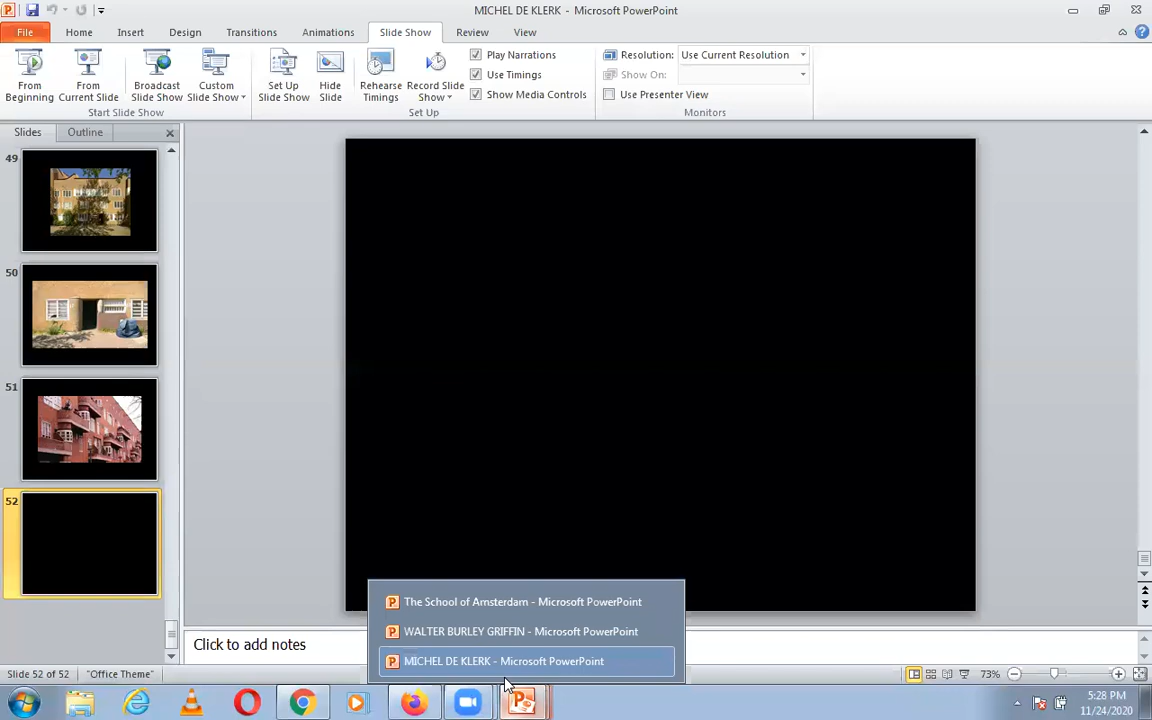 MICHEL DE KLERK - Microsoft PowerPoint
File Home Insert Design Transitions Animations Slide Show Review View
From Beginning
From Current Slide
Broadcast Slide Show
Custom Slide Show
Start Slide Show
Set Up Slide Show
Hide Slide
Rehearse Timings
Record Slide Show
Play Narrations
Use Timings
Show Media Controls
Set Up
Resolution: Use Current Resolution
Show On:
Use Presenter View
Monitors
Slides Outline
49
50
51
52
The School of Amsterdam - Microsoft PowerPoint
WALTER BURLEY GRIFFIN - Microsoft PowerPoint
MICHEL DE KLERK - Microsoft PowerPoint
Click to add notes
Slide 52 of 52 "Office Theme" 73%
5:28 PM
11/24/2020